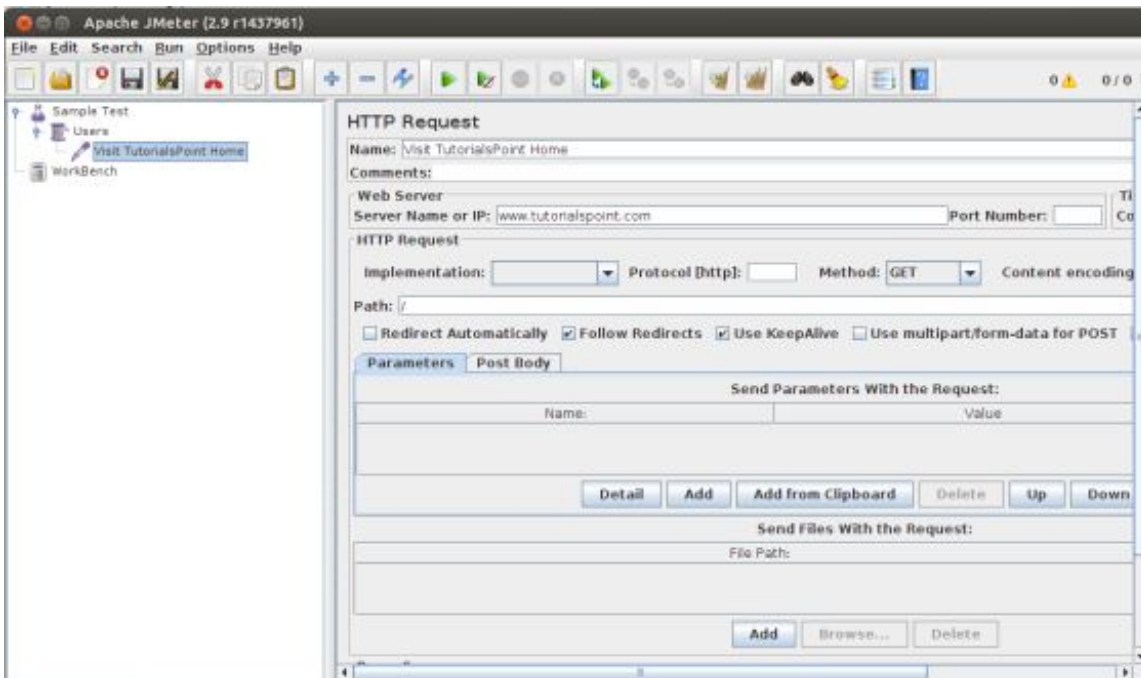 Apache JMeter (2.9 r1437961)
File Edit Search Run Options Help
0 0/0
Sample Test
Users
Visit TutorialsPoint Home
WorkBench
HTTP Request
Name: Visit TutorialsPoint Home
Comments:
Web Server
Ti
Server Name or IP: www.tutorialspoint.com Port Number:
Co
HTTP Request
Implementation: Protocol [http]: Method: GET Content encoding
Path: /
Redirect Automatically Follow Redirects Use KeepAlive Use multipart/form-data for POST
Parameters Post Body
Send Parameters With the Request:
Name: Value
Detail Add Add from Clipboard Delete Up Down
Send Files With the Request:
File Path:
Add Browse... Delete